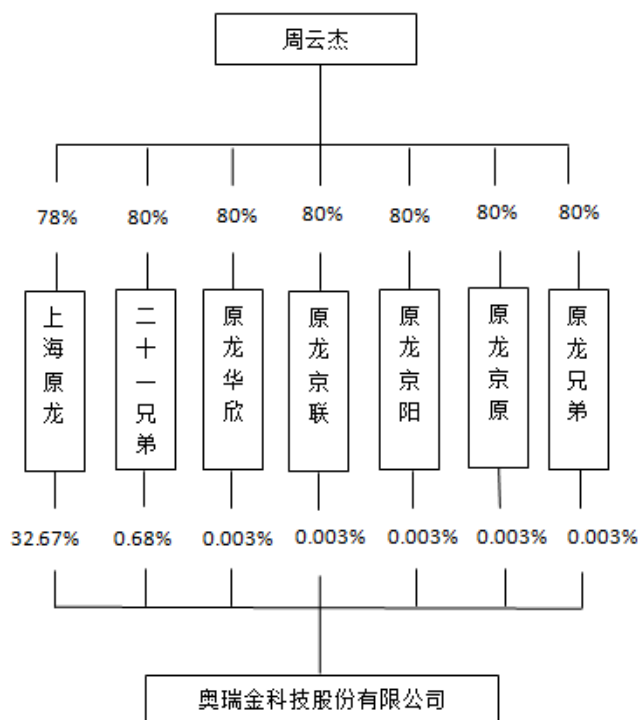 周云杰
78% 80% 80% 80% 80% 80% 80%
上海原龙
二十一兄弟
原龙华欣
原龙京联
原龙京阳
原龙京原
原龙兄弟
32.67% 0.68% 0.003% 0.003% 0.003% 0.003% 0.003%
奥瑞金科技股份有限公司